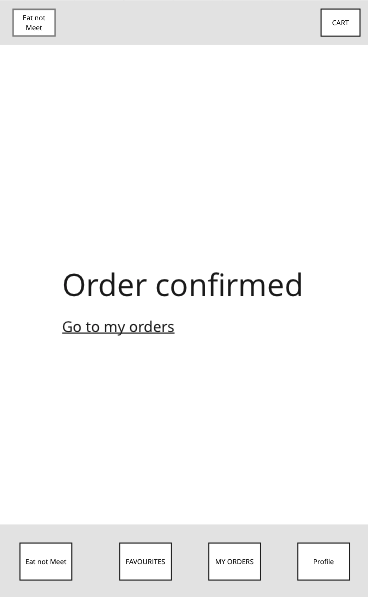 Eat not
Meet
CART
Order confirmed
Go to my orders
Eat not Meet
FAVOURITES
MY ORDERS
Profile